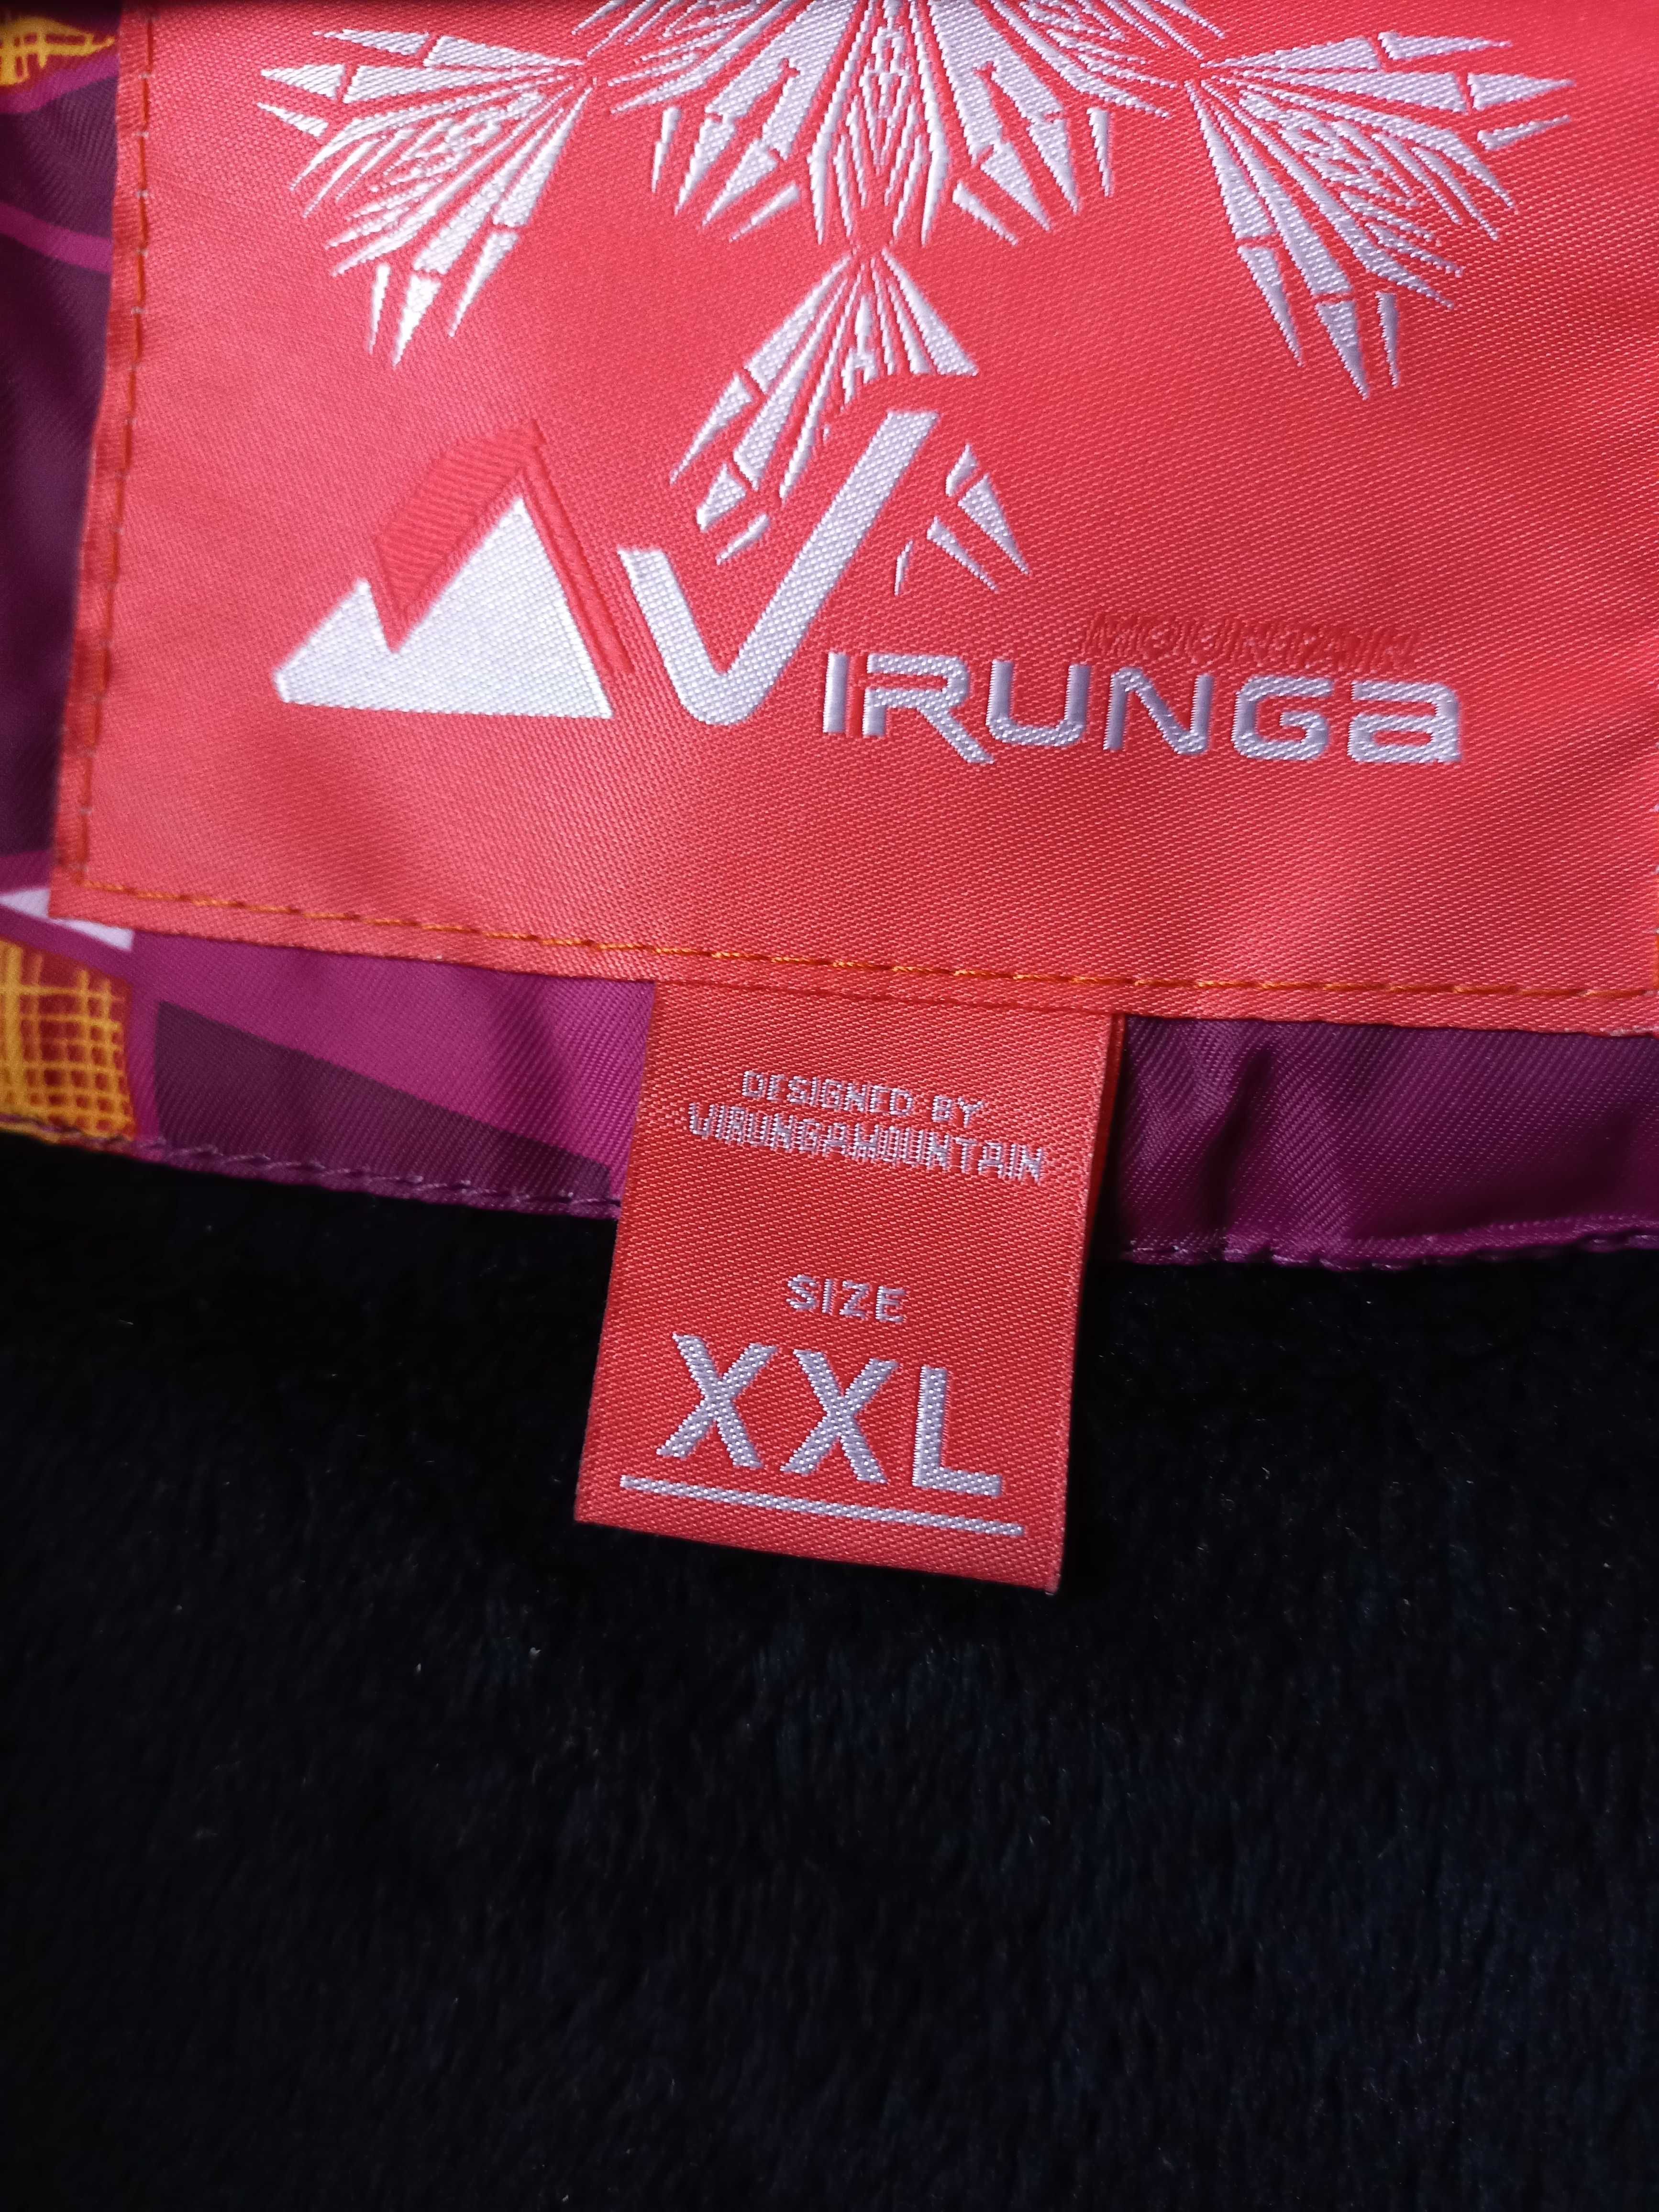 MOUNTAIN
VIRUNGa
DESIGNED BY
VIRUNGAMOUNTAIN
SIZE
XXL